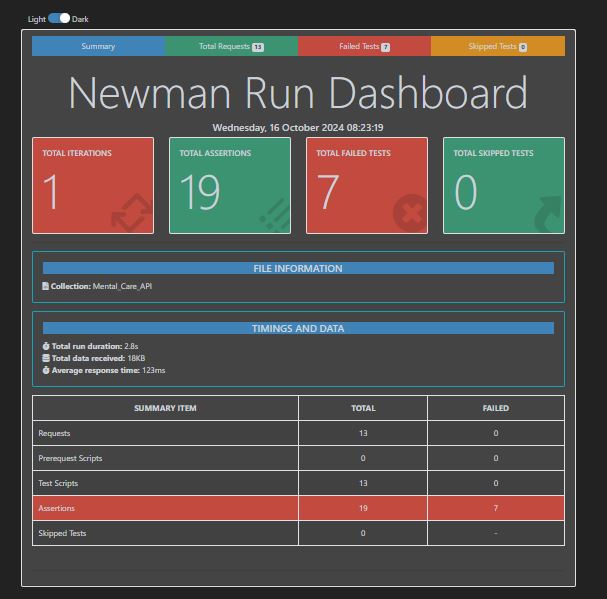 Light Dark
Summary Total Requests 13 Failed Tests 7 Skipped Tests 0
Newman Run Dashboard
Wednesday, 16 October 2024 08:23:19
TOTAL ITERATIONS
1
TOTAL ASSERTIONS
19
TOTAL FAILED TESTS
7
TOTAL SKIPPED TESTS
0
FILE INFORMATION
Collection: Mental_Care_API
TIMINGS AND DATA
Total run duration: 2.8s
Total data received: 18KB
Average response time: 123ms
SUMMARY ITEM TOTAL FAILED
Requests 13 0
Prerequest Scripts 0 0
Test Scripts 13 0
Assertions 19 7
Skipped Tests 0 -